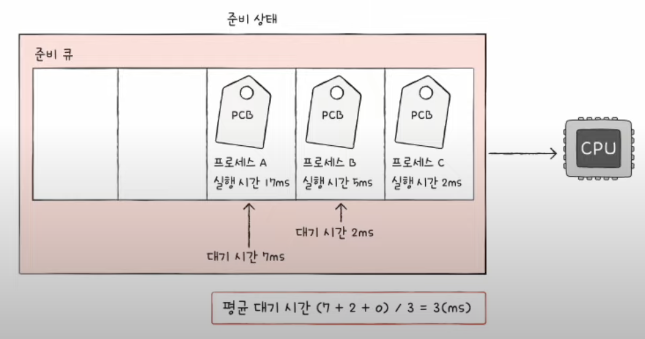 준비 상태
준비 큐
PCB
PCB
PCB
프로세스 A
실행 시간 17ms
프로세스 B
실행 시간 5ms
프로세스 C
실행 시간 2ms
CPU
대기 시간 2ms
대기 시간 7ms
평균 대기 시간 (7 + 2 + 0) / 3 = 3(ms)